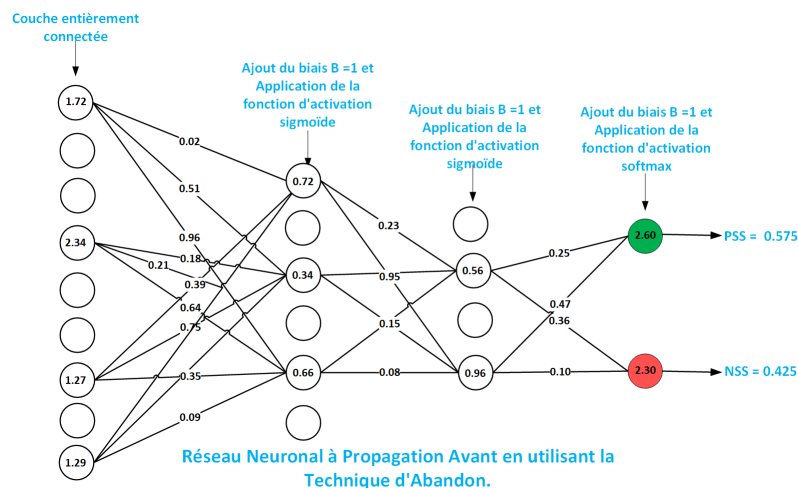 Couche entièrement
connectée
Ajout du biais B =1 et
Application de la
fonction d'activation
sigmoïde
Ajout du biais B =1 et
Application de la
fonction d'activation
sigmoïde
Ajout du biais B =1 et
Application de la
fonction d'activation
softmax
1.72
2.34
1.27
1.29
0.02
0.51
0.96
0.18
0.21
0.39
0.64
0.75
0.35
0.09
0.72
0.34
0.66
0.23
0.95
0.15
0.08
0.56
0.96
0.25
0.47
0.36
0.10
2.60
2.30
PSS = 0.575
NSS = 0.425
Réseau Neuronal à Propagation Avant en utilisant la
Technique d'Abandon.